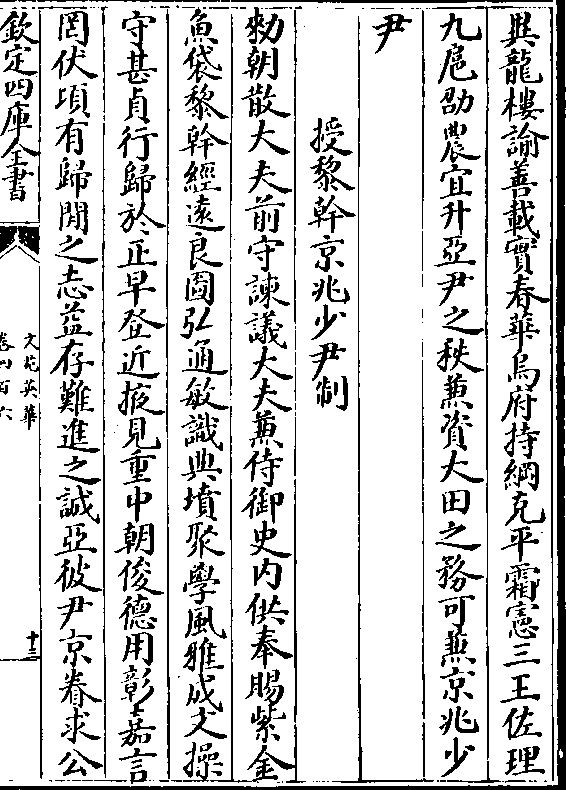 與龍樓諭善載實春華烏府持綱克平霜憲三王佐理
九扈劭農宜升亞尹之秩兼資大田之務可兼京兆少
尹
授黎幹京兆少尹制
勑朝散大夫前守諫議大夫兼侍御史內供奉賜紫金
魚袋黎幹經遠良圖弘通敏識典墳聚學風雅成文操
守甚貞行歸於正早登近掖見重中朝俊德用彰嘉言
罔伏頃有歸閒之志益存難進之誠亞彼尹京眷求公
欽定四庫全書
文苑英華
卷四百六
十三